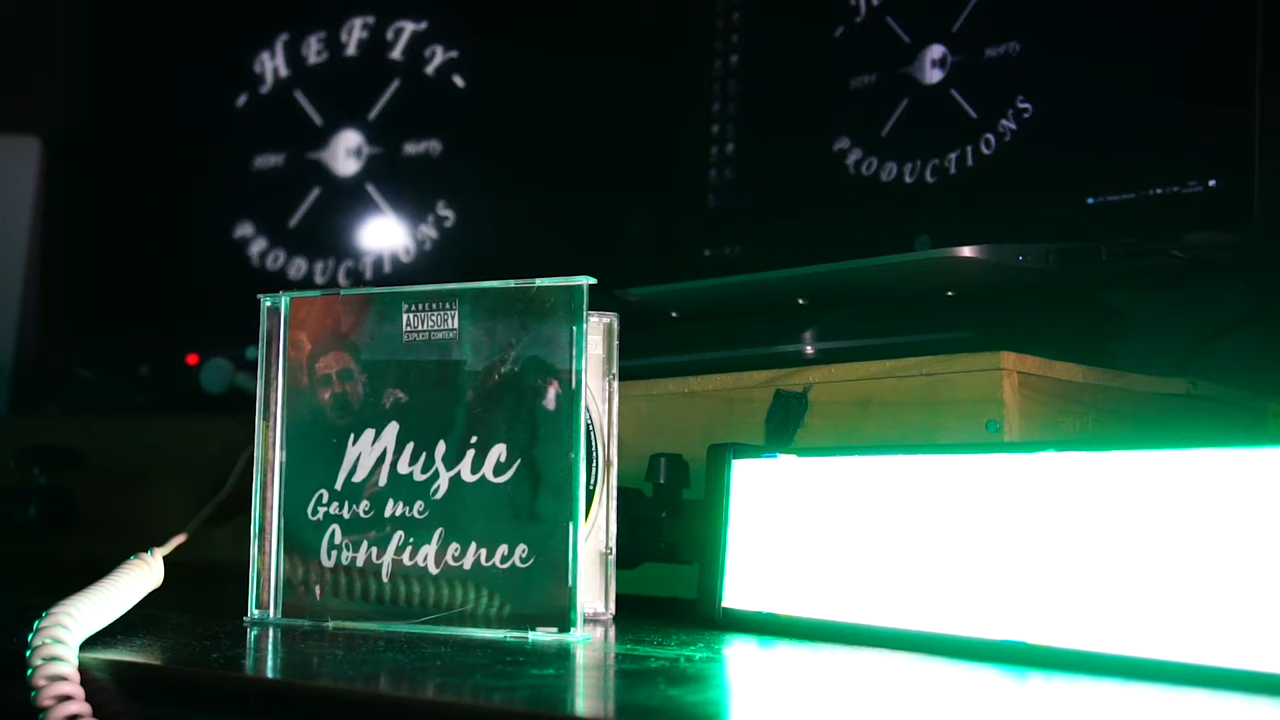 -HEFTY-
PRODUCTIONS
PRODUCTIONS
PARENTAL
ADVISORY
EXPLICIT CONTENT
Music
Gave me
Confidence